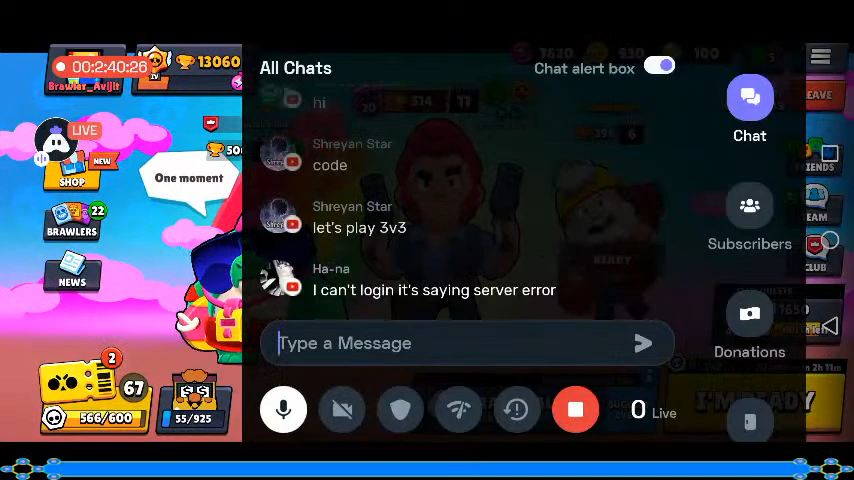 00:2:40:26
13060
Brawler_Avijit
LIVE
SHOP
NEW
One moment
BRAWLERS
22
NEWS
2
67
566/600
55/925
All Chats
Chat alert box
hi
Shreyan Star
code
Shreyan Star
let's play 3v3
Ha-na
I can't login it's saying server error
Type a Message
0 Live
Chat
Subscribers
Donations
FRIENDS
CLUB
READY
I'M READY